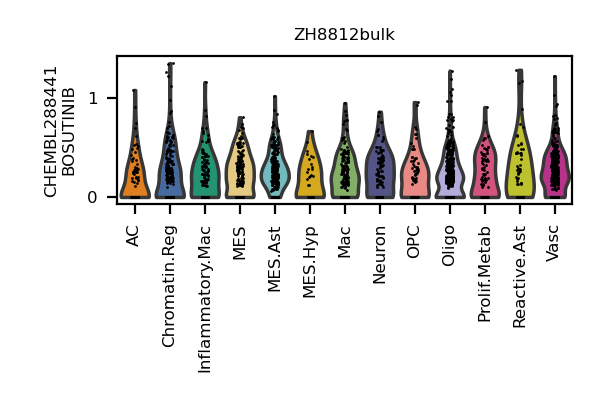 ZH8812bulk
CHEMBL288441
BOSUTINIB
1
0
AC
Chromatin.Reg
Inflammatory.Mac
MES
MES.Ast
MES.Hyp
Mac
Neuron
OPC
Oligo
Prolif.Metab
Reactive.Ast
Vasc